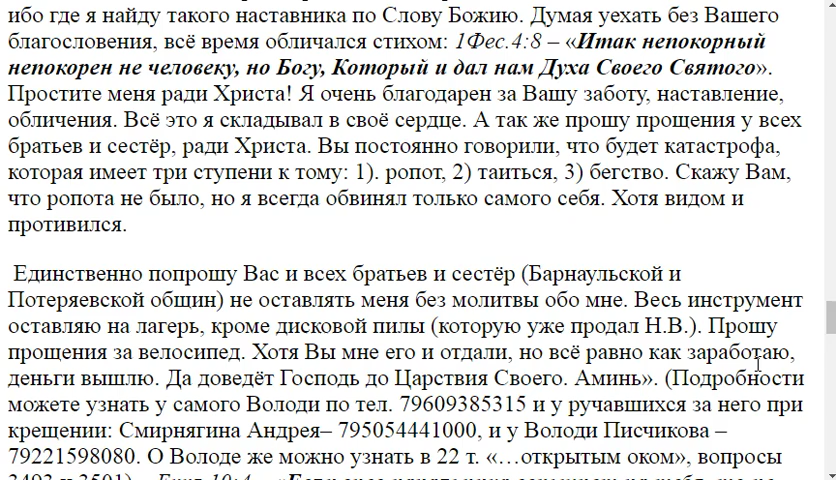 ибо где я найду такого наставника по Слову Божию. Думая уехать без Вашего
благословения, всё время обличался стихом: 1Фес.4:8 – «Итак непокорный
непокорен не человеку, но Богу, Который и дал нам Духа Своего Святого».
Простите меня ради Христа! Я очень благодарен за Вашу заботу, наставление,
обличения. Всё это я складывал в своё сердце. А так же прошу прощения у всех
братьев и сестёр, ради Христа. Вы постоянно говорили, что будет катастрофа,
которая имеет три ступени к тому: 1). ропот, 2) таиться, 3) бегство. Скажу Вам,
что ропота не было, но я всегда обвинял только самого себя. Хотя видом и
противился.
Единственно попрошу Вас и всех братьев и сестёр (Барнаульской и
Потеряевской общин) не оставлять меня без молитвы обо мне. Весь инструмент
оставляю на лагерь, кроме дисковой пилы (которую уже продал Н.В.). Прошу
прощения за велосипед. Хотя Вы мне его и отдали, но всё равно как заработаю,
деньги вышлю. Да доведёт Господь до Царствия Своего. Аминь». (Подробности
можете узнать у самого Володи по тел. 79609385315 и у ручавшихся за него при
крещении: Смирнягина Андрея– 795054441000, и у Володи Писчикова –
79221598080. О Володе же можно узнать в 22 т. «…открытым оком», вопросы